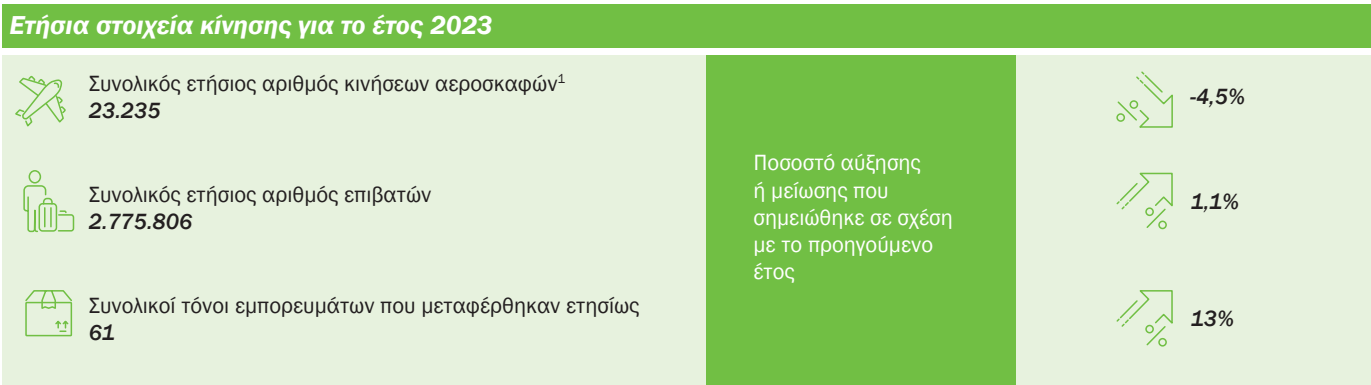 Ετήσια στοιχεία κίνησης για το έτος 2023
Συνολικός ετήσιος αριθμός κινήσεων αεροσκαφών1
23.235
Συνολικός ετήσιος αριθμός επιβατών
2.775.806
Συνολικοί τόνοι εμπορευμάτων που μεταφέρθηκαν ετησίως
61
Ποσοστό αύξησης
ή μείωσης που
σημειώθηκε σε σχέση
με το προηγούμενο
έτος
% -4,5%
% 1,1%
% 13%